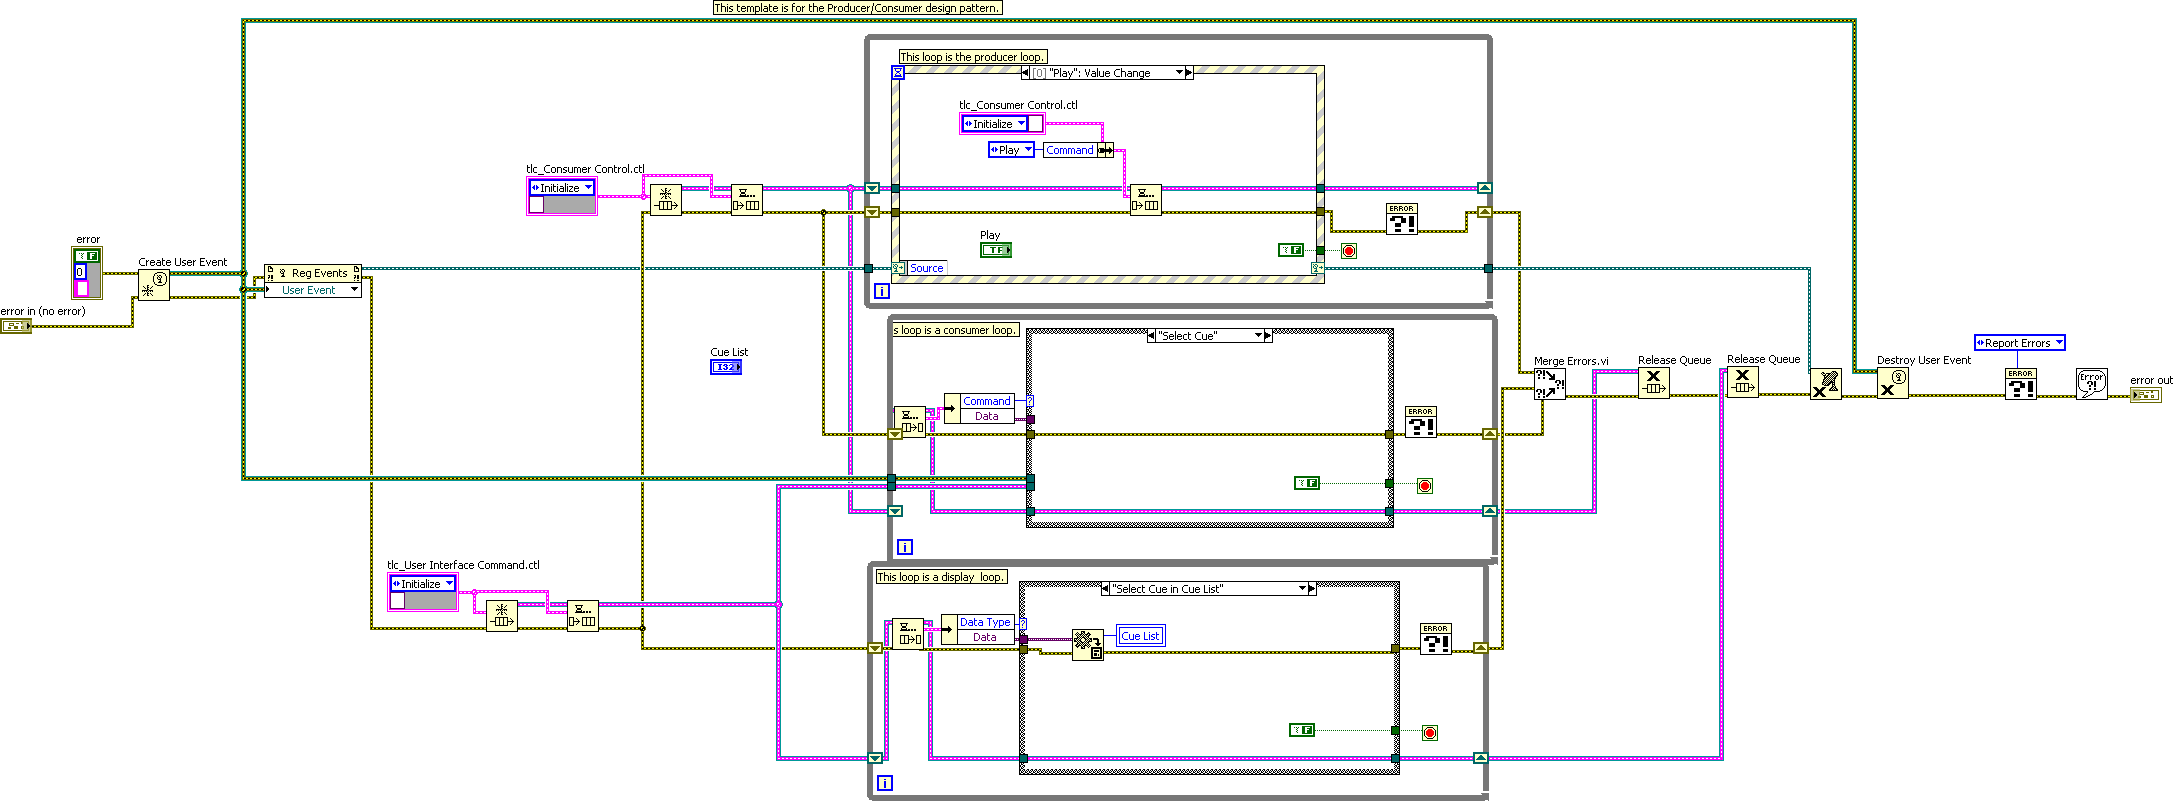 This template is for the Producer/Consumer design pattern.
This loop is the producer loop.
[0] "Play": Value Change
tlc_Consumer Control.ctl
Initialize
Play
Command
tlc_Consumer Control.ctl
Initialize
ERROR
?!
Play
TF
F
error
F
0
Create User Event
Reg Events
User Event
Source
i
error in (no error)
s loop is a consumer loop.
"Select Cue"
Cue List
I32
Command
Data
ERROR
?!
F
i
Merge Errors.vi
Release Queue
Release Queue
Destroy User Event
Report Errors
ERROR
?!
Error
?!
error out
tlc_User Interface Command.ctl
Initialize
This loop is a display loop.
"Select Cue in Cue List"
Data Type
Data
Cue List
ERROR
?!
F
i